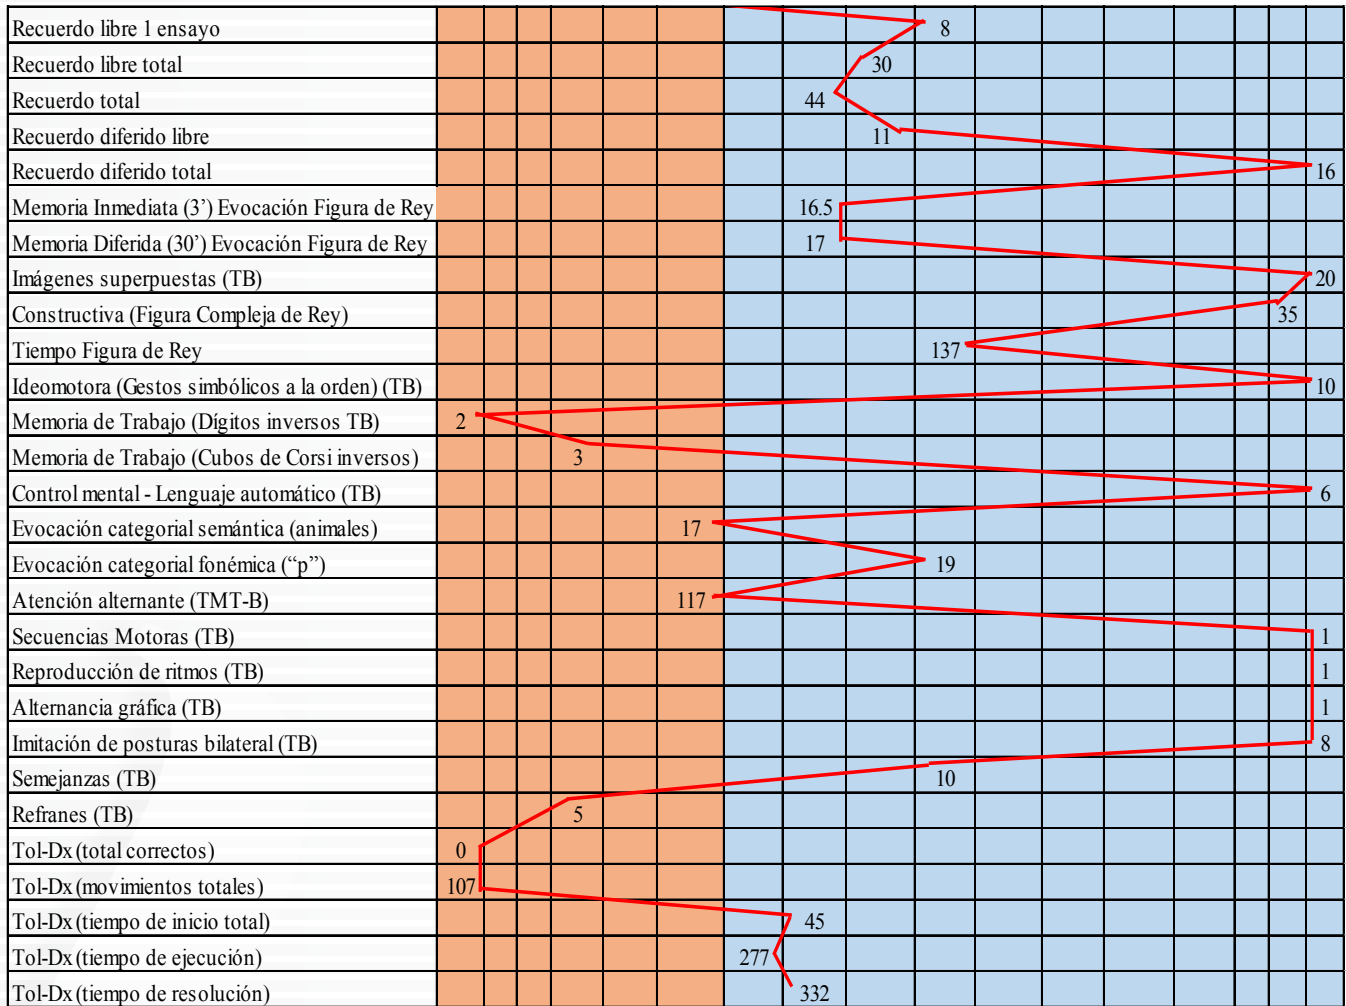 Recuerdo libre 1 ensayo 8
Recuerdo libre total 30
Recuerdo total 44
Recuerdo diferido libre 11
Recuerdo diferido total 16
Memoria Inmediata (3’) Evocación Figura de Rey 16.5
Memoria Diferida (30’) Evocación Figura de Rey 17
Imágenes superpuestas (TB) 20
Constructiva (Figura Compleja de Rey) 35
Tiempo Figura de Rey 137
Ideomotora (Gestos simbólicos a la orden) (TB) 10
Memoria de Trabajo (Dígitos inversos TB) 2
Memoria de Trabajo (Cubos de Corsi inversos) 3
Control mental - Lenguaje automático (TB) 6
Evocación categorial semántica (animales) 17
Evocación categorial fonémica (“p”) 19
Atención alternante (TMT-B) 117
Secuencias Motoras (TB) 1
Reproducción de ritmos (TB) 1
Alternancia gráfica (TB) 1
Imitación de posturas bilateral (TB) 8
Semejanzas (TB) 10
Refranes (TB) 5
Tol-Dx (total correctos) 0
Tol-Dx (movimientos totales) 107
Tol-Dx (tiempo de inicio total) 45
Tol-Dx (tiempo de ejecución) 277
Tol-Dx (tiempo de resolución) 332